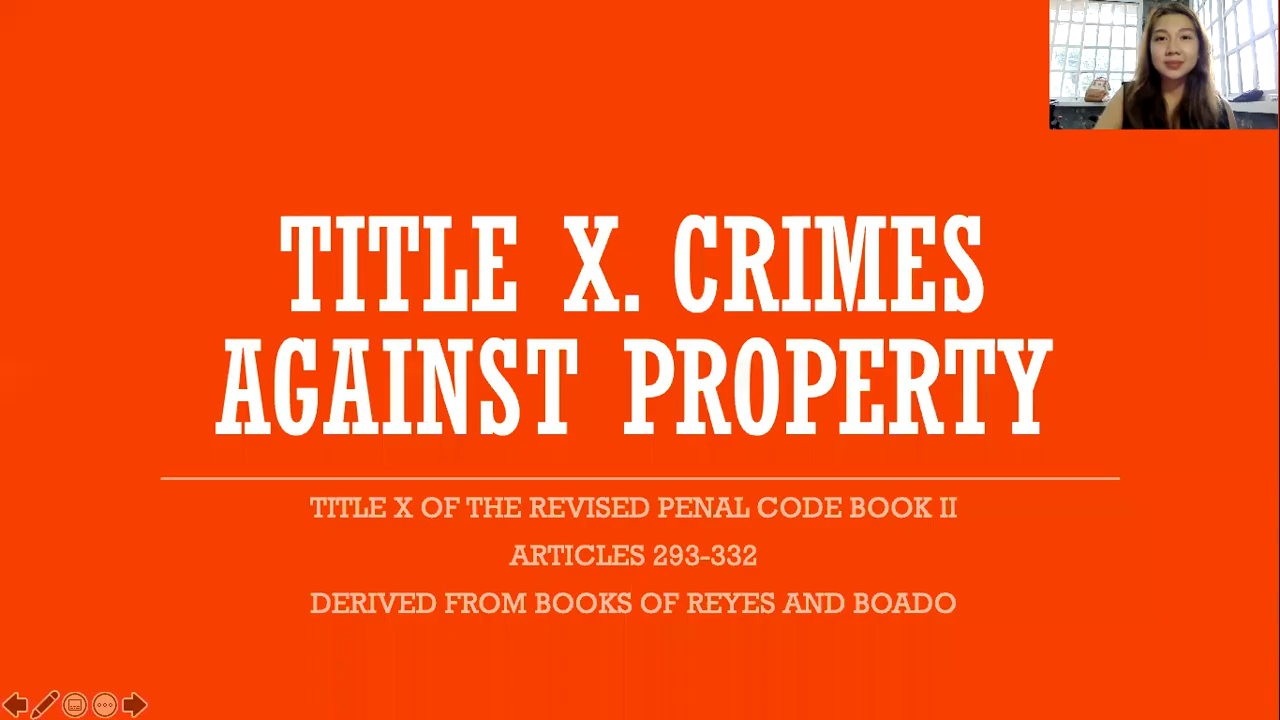 TITLE X. CRIMES
AGAINST PROPERTY
TITLE X OF THE REVISED PENAL CODE BOOK II
ARTICLES 293-332
DERIVED FROM BOOKS OF REYES AND BOADO